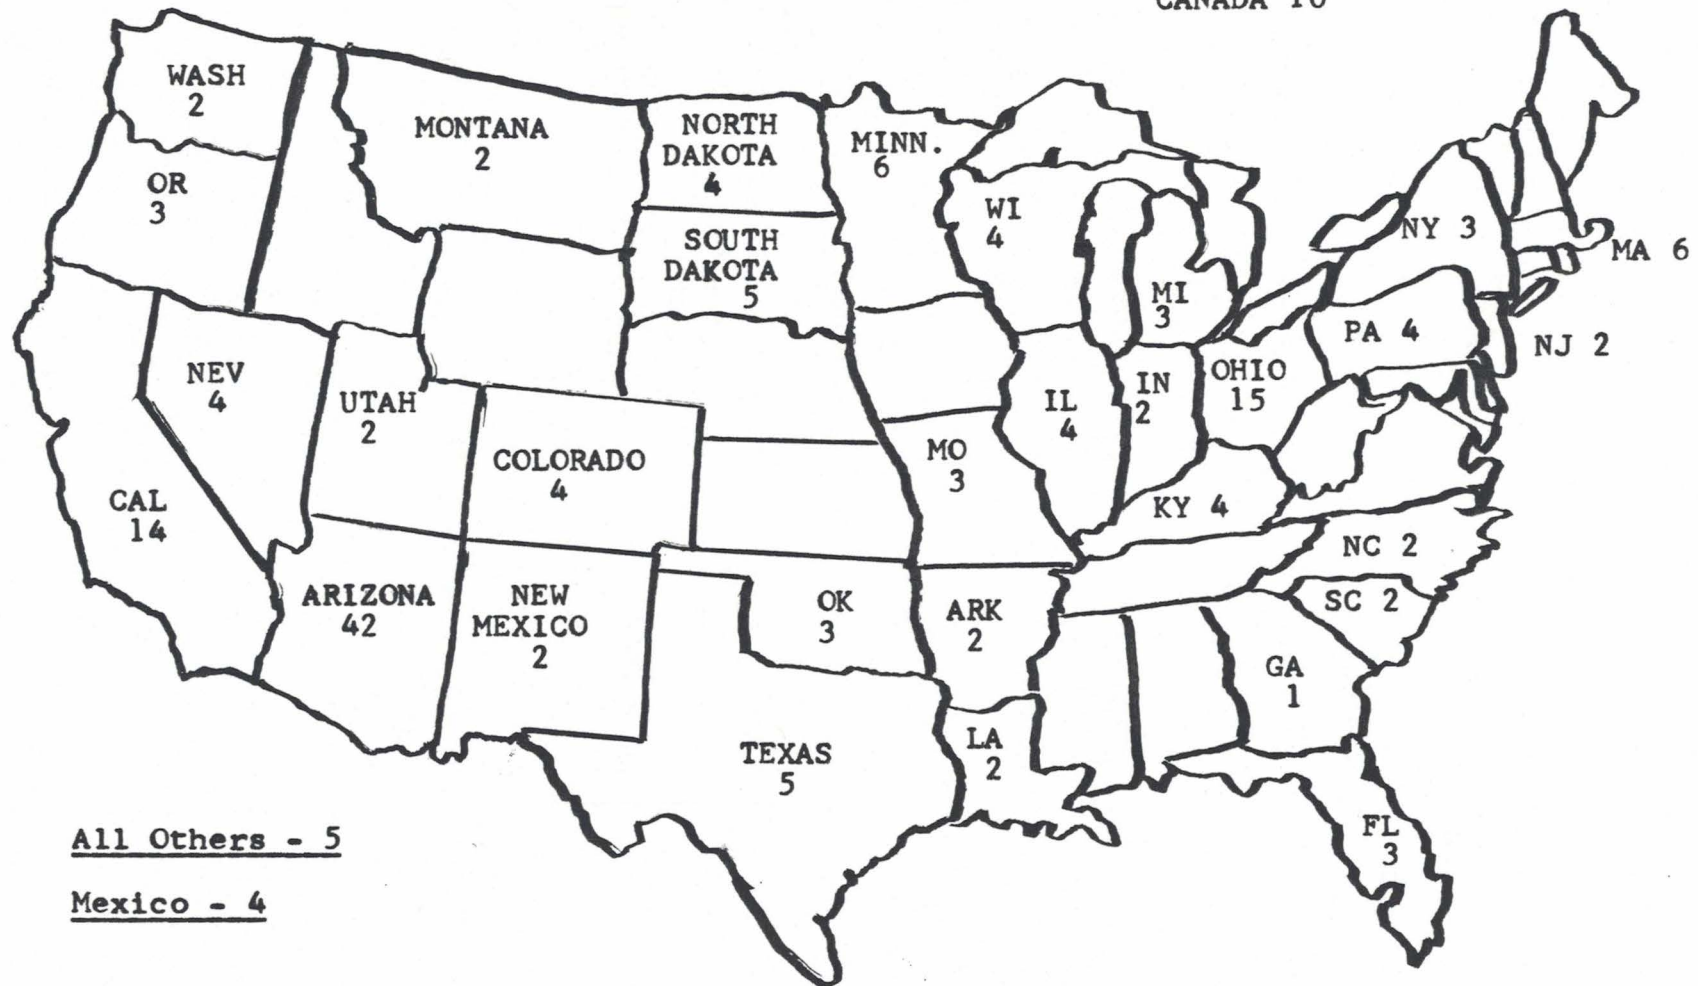 CANADA 10
WASH
2
MONTANA
2
NORTH
DAKOTA
4
MINN.
6
OR
3
WI
4
NY 3
MA 6
SOUTH
DAKOTA
5
MI
3
PA 4
NJ 2
NEV
4
UTAH
2
IL
4
IN
2
OHIO
15
COLORADO
4
MO
3
CAL
14
KY 4
NC 2
ARIZONA
42
NEW
MEXICO
2
OK
3
ARK
2
SC 2
GA
1
TEXAS
5
LA
2
FL
3
All Others - 5
Mexico - 4